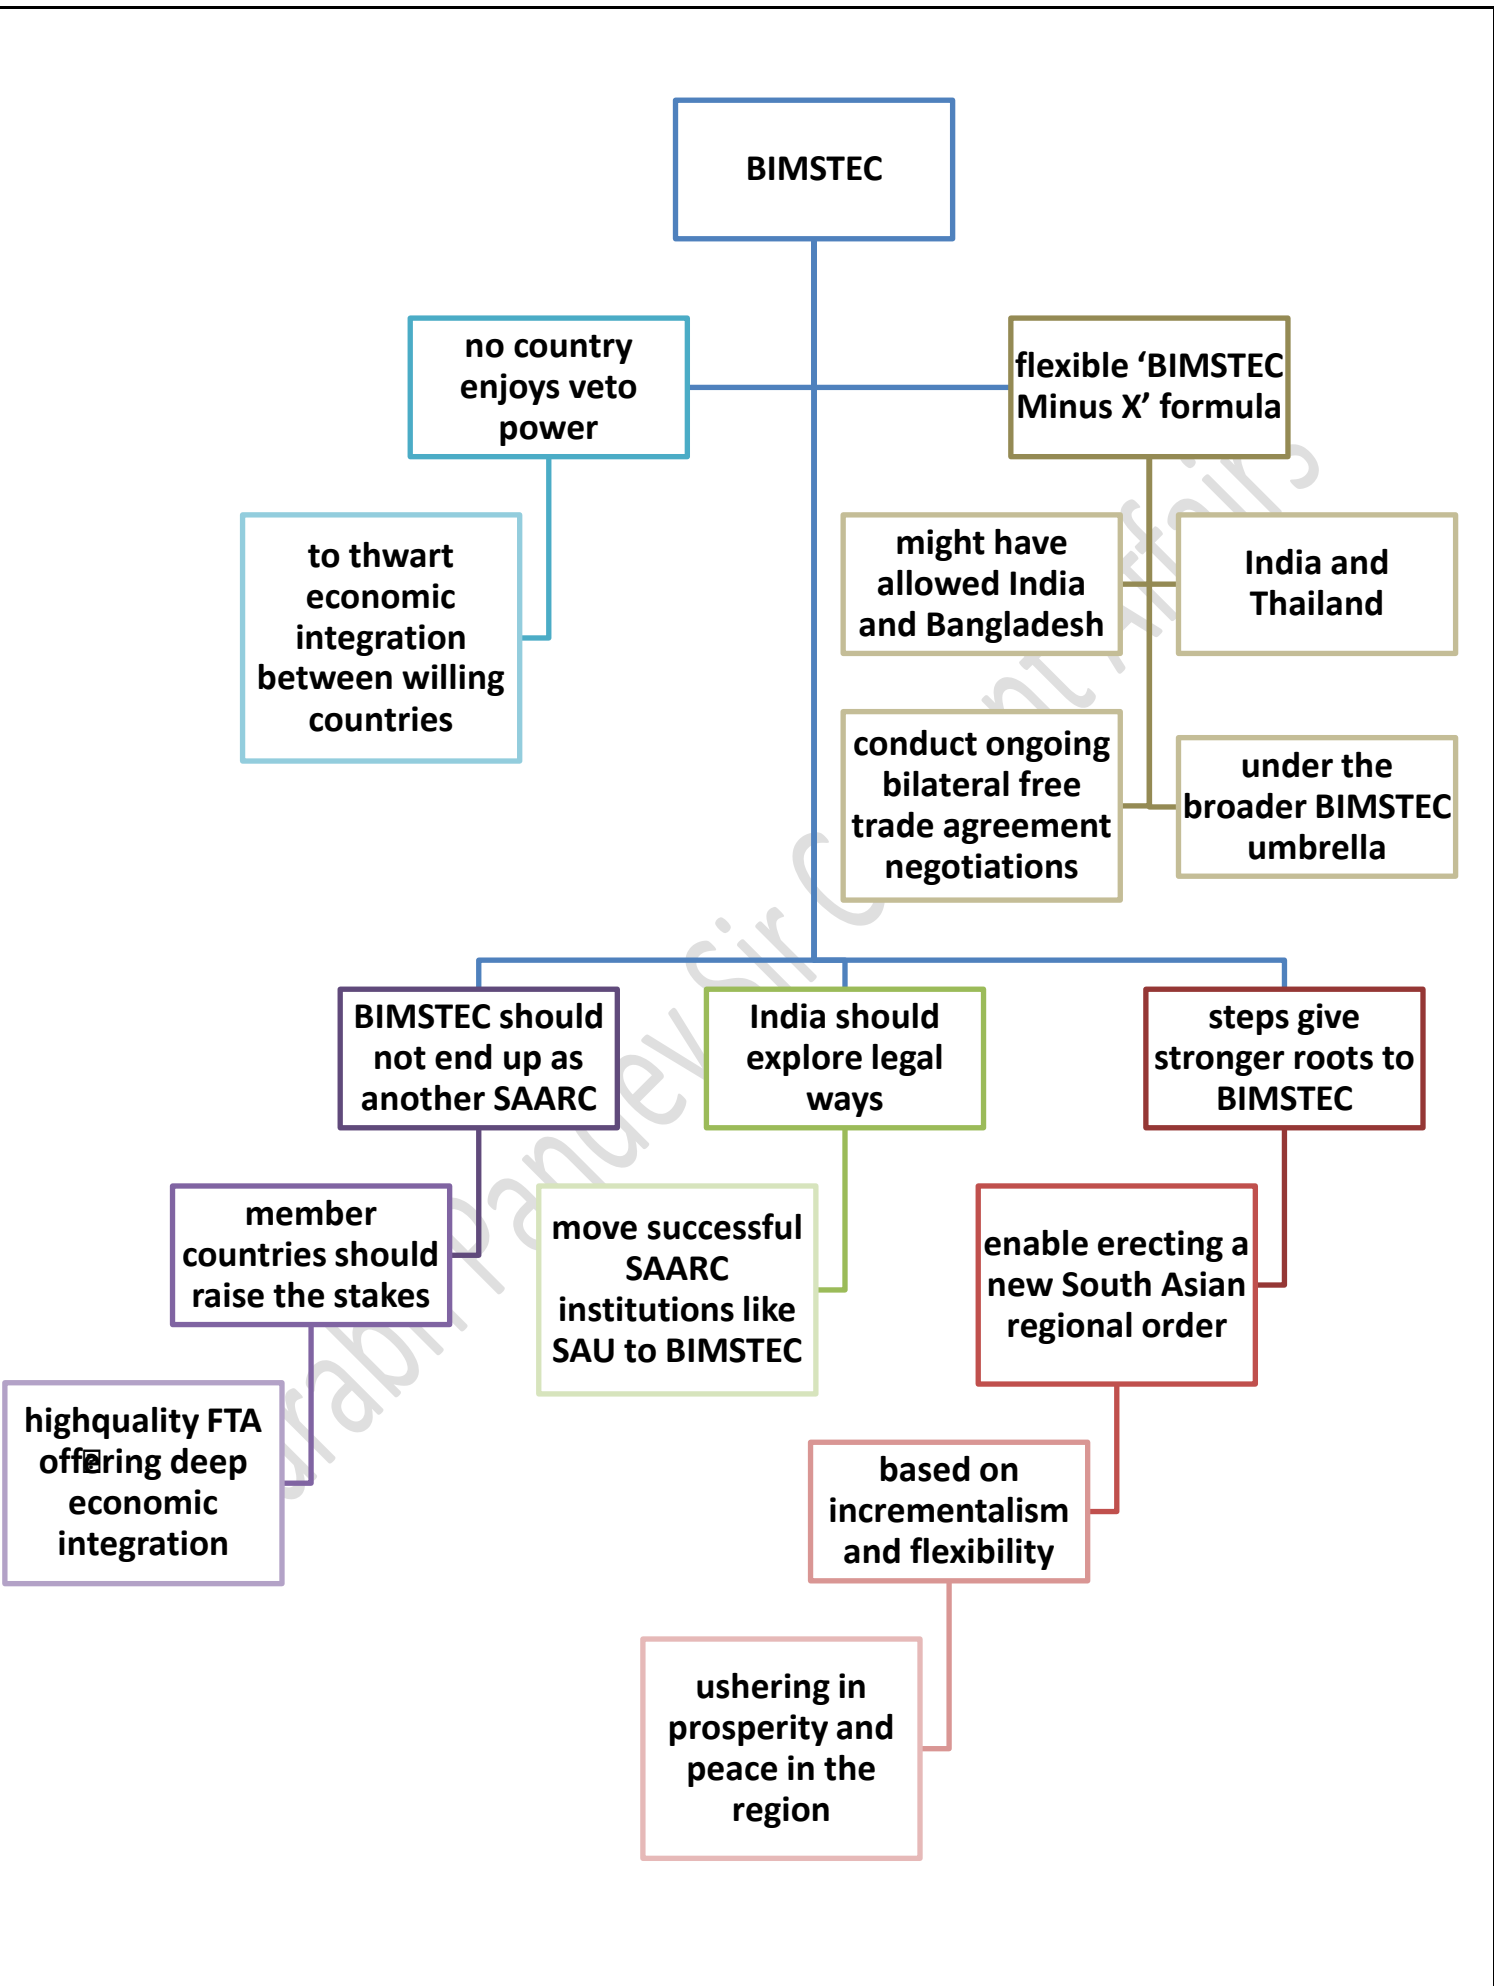 BIMSTEC
no country
enjoys veto
power
flexible ‘BIMSTEC
Minus X’ formula
to thwart
economic
integration
between willing
countries
might have
allowed India
and Bangladesh
India and
Thailand
conduct ongoing
bilateral free
trade agreement
negotiations
under the
broader BIMSTEC
umbrella
BIMSTEC should
not end up as
another SAARC
India should
explore legal
ways
steps give
stronger roots to
BIMSTEC
member
countries should
raise the stakes
move successful
SAARC
institutions like
SAU to BIMSTEC
enable erecting a
new South Asian
regional order
highquality FTA
offering deep
economic
integration
based on
incrementalism
and flexibility
ushering in
prosperity and
peace in the
region
Sir